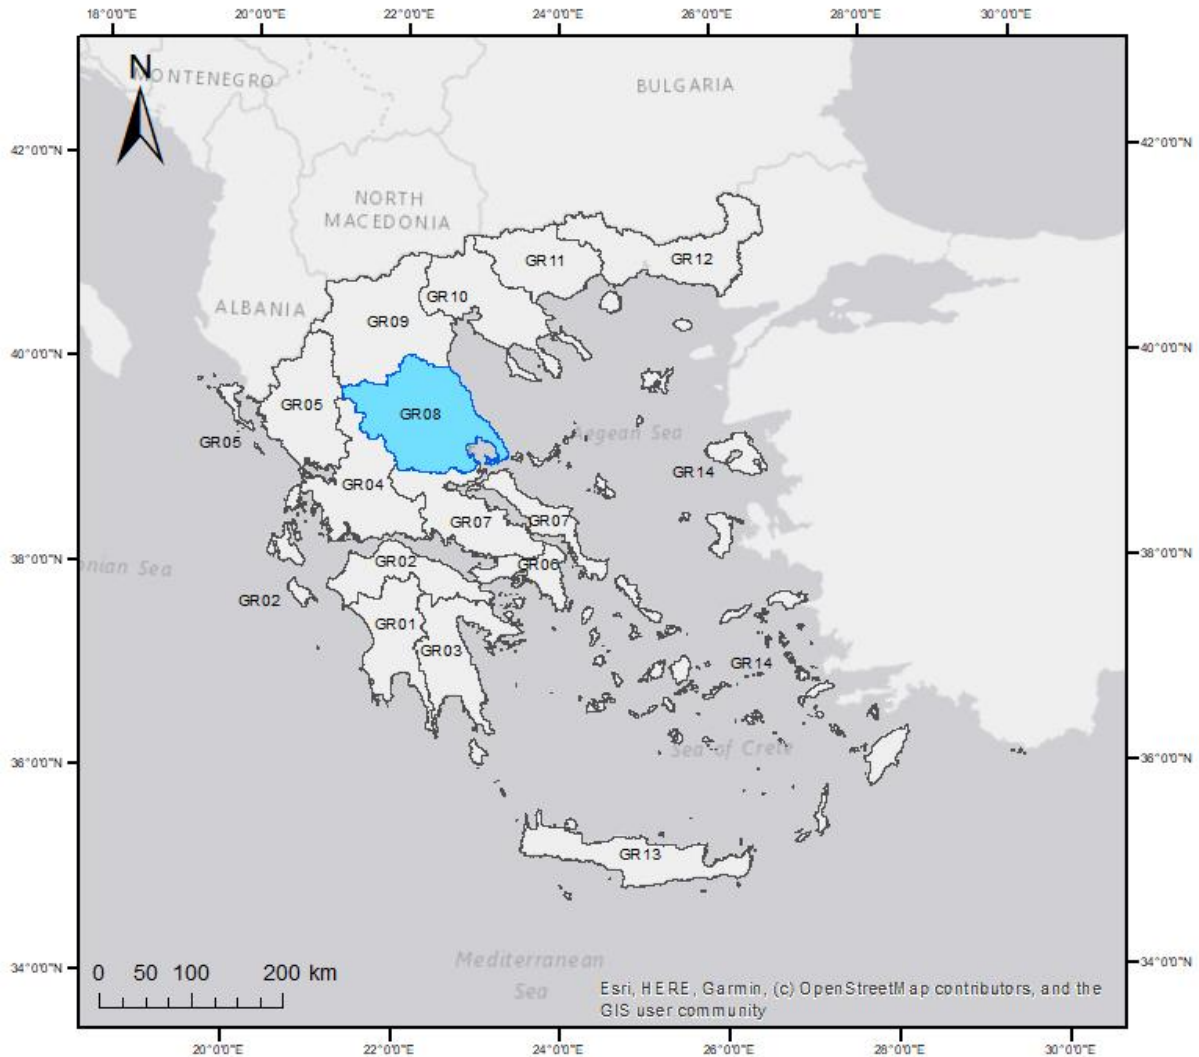 18°0'0"E 20°0'0"E 22°0'0"E 24°0'0"E 26°0'0"E 28°0'0"E 30°0'0"E
N
MONTENEGRO
BULGARIA
42°0'0"N
42°0'0"N
NORTH
MACEDONIA
GR11
GR12
GR10
ALBANIA
GR09
40°0'0"N
40°0'0"N
GR05
GR08
GR05
Aegean Sea
GR14
GR04
GR07
GR07
38°0'0"N
38°0'0"N
GR02
GR06
onian Sea
GR02
GR01
GR03
GR14
36°0'0"N
36°0'0"N
Sea of Crete
GR13
34°0'0"N
34°0'0"N
Mediterranean
Sea
0 50 100 200 km
Esri, HERE, Garmin, (c) OpenStreetMap contributors, and the
GIS user community
20°0'0"E 22°0'0"E 24°0'0"E 26°0'0"E 28°0'0"E 30°0'0"E